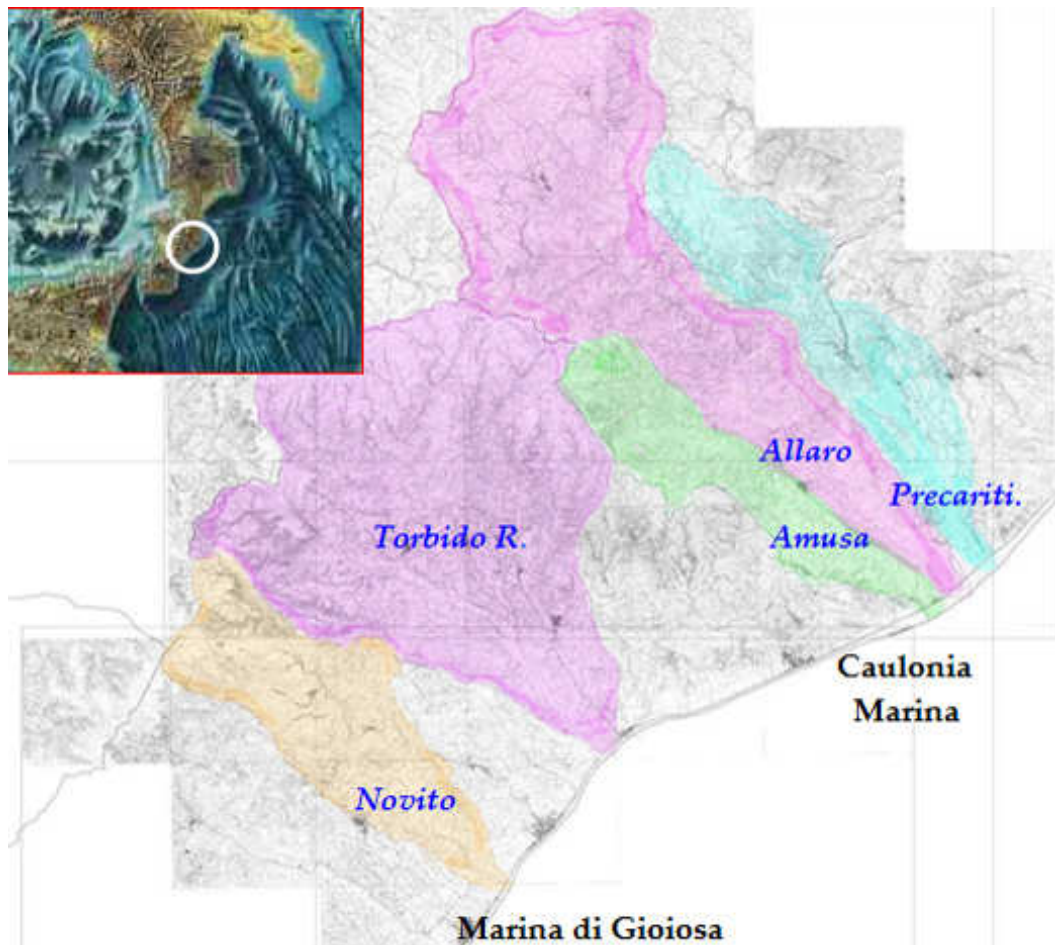 Allaro
Precariti.
Torbido R.
Amusa
Caulonia
Marina
Novito
Marina di Gioiosa